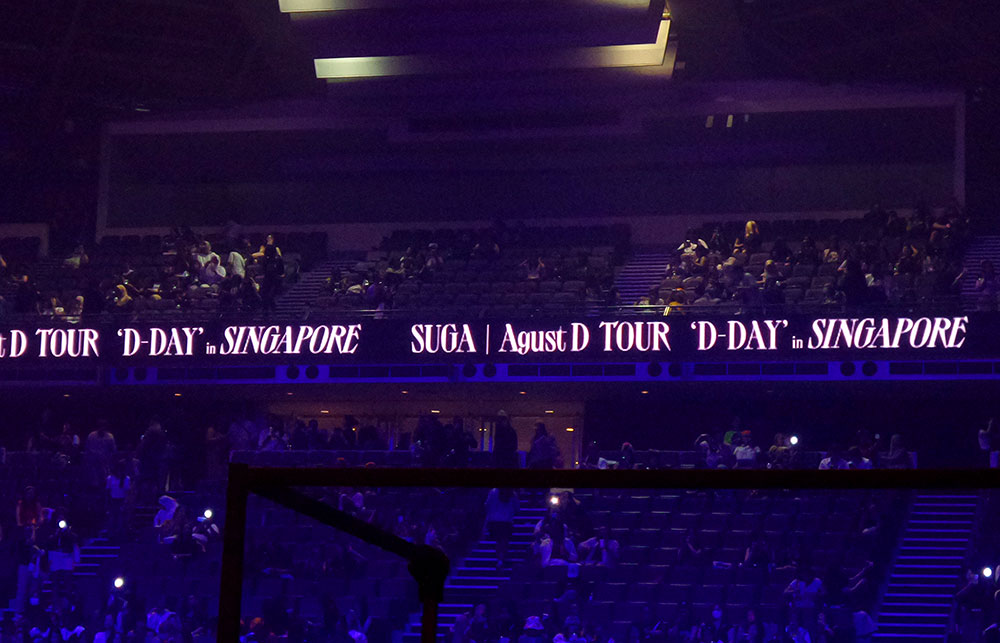 t D TOUR 'D-DAY' in SINGAPORE SUGA | Agust D TOUR 'D-DAY' in SINGAPORE